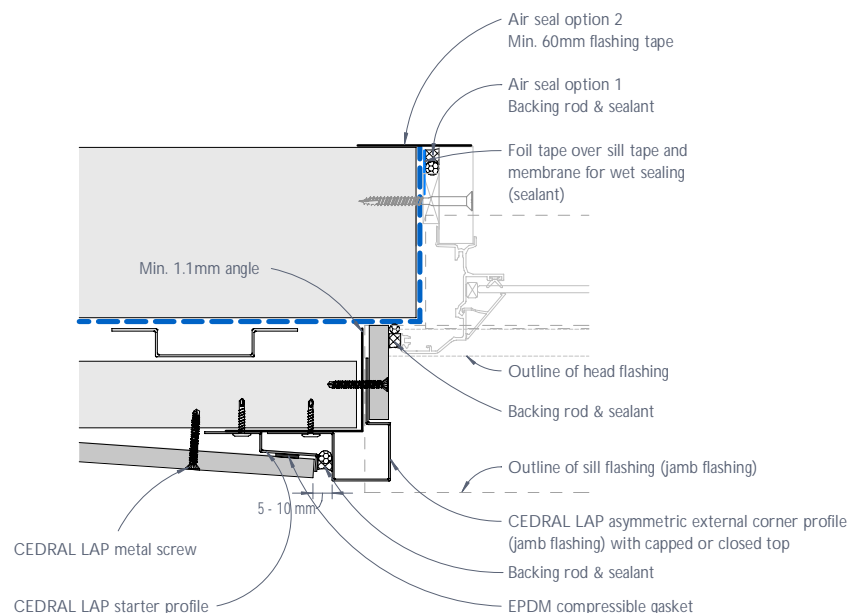 Air seal option 2
Min. 60mm flashing tape
Air seal option 1
Backing rod & sealant
Foil tape over sill tape and
membrane for wet sealing
(sealant)
Min. 1.1mm angle
Outline of head flashing
Backing rod & sealant
Outline of sill flashing (jamb flashing)
5 - 10 mm
CEDRAL LAP asymmetric external corner profile
(jamb flashing) with capped or closed top
CEDRAL LAP metal screw
Backing rod & sealant
CEDRAL LAP starter profile
EPDM compressible gasket